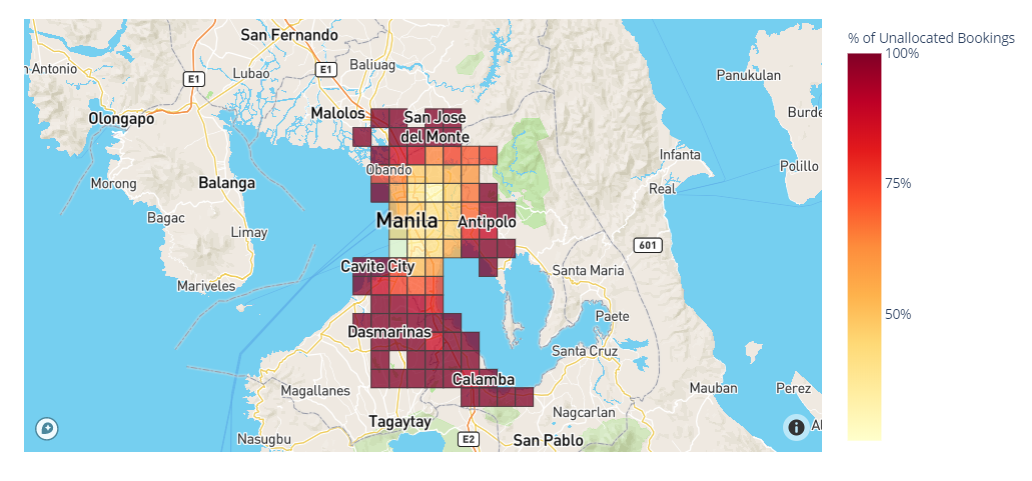 % of Unallocated Bookings
100%
75%
50%
San Fernando
Antonio
E1
Lubao
E1
Baliuag
Panukulan
Olongapo
Malolos
San Jose
del Monte
Burde
Infanta
Obando
Morong
Balanga
Real
Polillo
Bagac
Manila
Antipolo
Limay
601
Cavite City
Santa Maria
Mariveles
Paete
Dasmarinas
Santa Cruz
Magallanes
Calamba
Mauban
Perez
Nagcarlan
Tagaytay
Nasugbu
E2
San Pablo